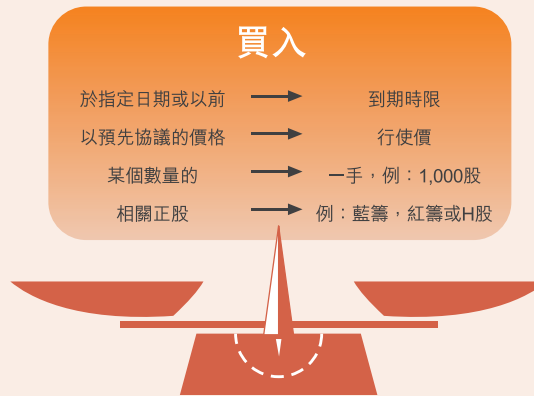 買入
於指定日期或以前 到期時限
以預先協議的價格 行使價
某個數量的 一手，例：1,000股
相關正股 例：藍籌，紅籌或H股